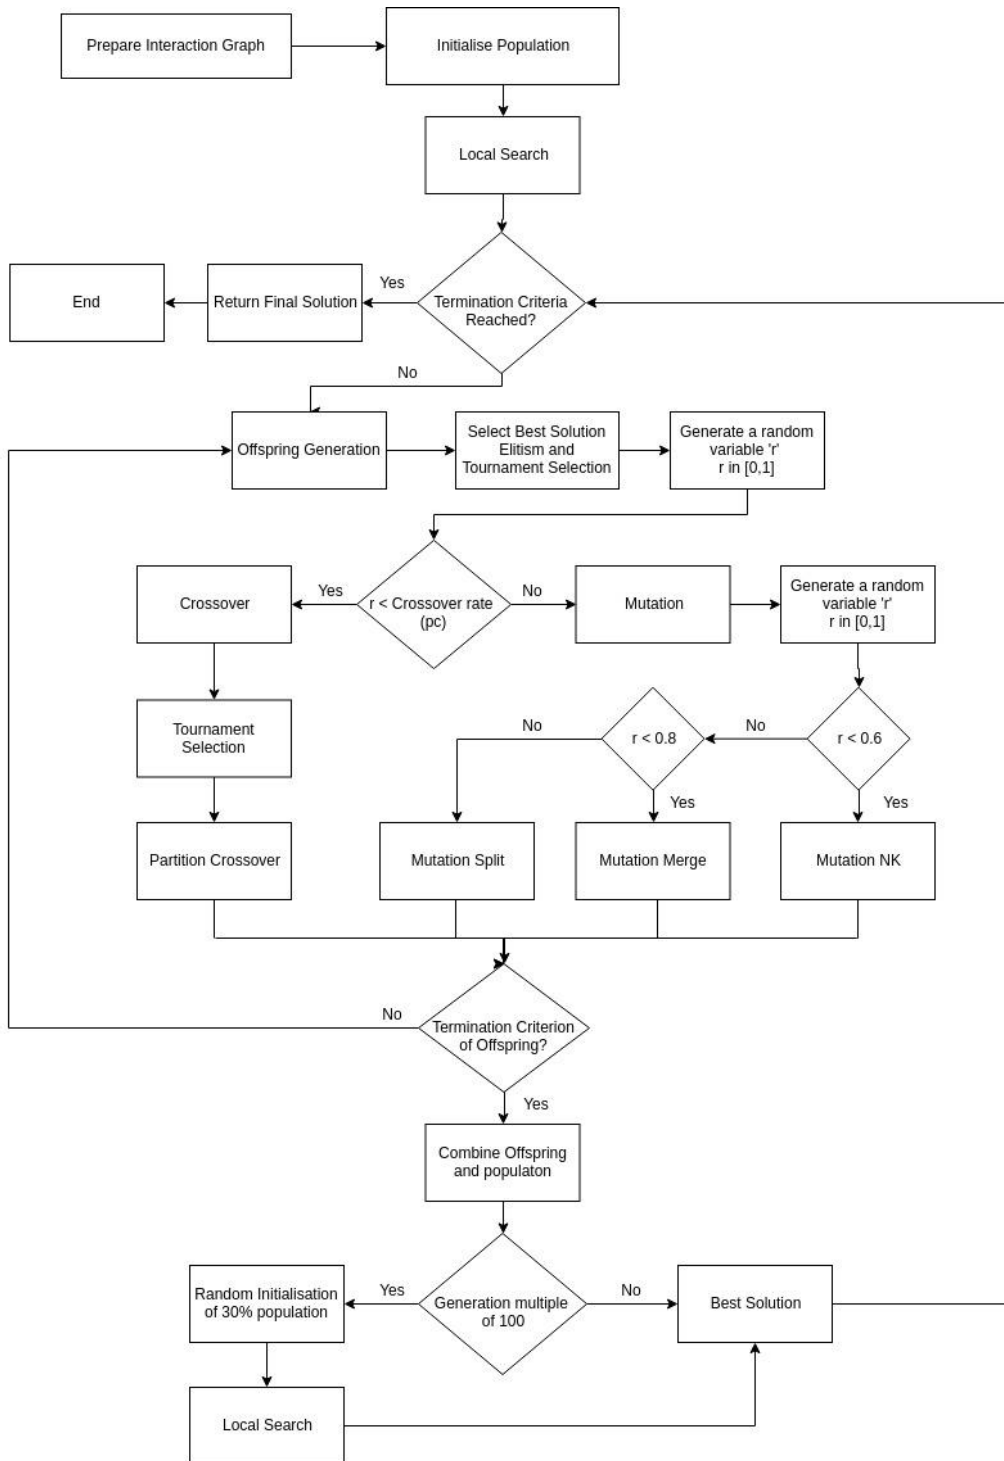 Prepare Interaction Graph
Initialise Population
Local Search
Termination Criteria
Reached?
Yes
Return Final Solution
End
No
Offspring Generation
Select Best Solution
Elitism and
Tournament Selection
Generate a random
variable 'r'
r in [0,1]
r < Crossover rate
(pc)
Yes
Crossover
No
Mutation
Generate a random
variable 'r'
r in [0,1]
Tournament
Selection
No
r < 0.8
No
r < 0.6
Yes
Yes
Partition Crossover
Mutation Split
Mutation Merge
Mutation NK
No
Termination Criterion
of Offspring?
Yes
Combine Offspring
and populaton
Random Initialisation
of 30% population
Yes
Generation multiple
of 100
No
Best Solution
Local Search